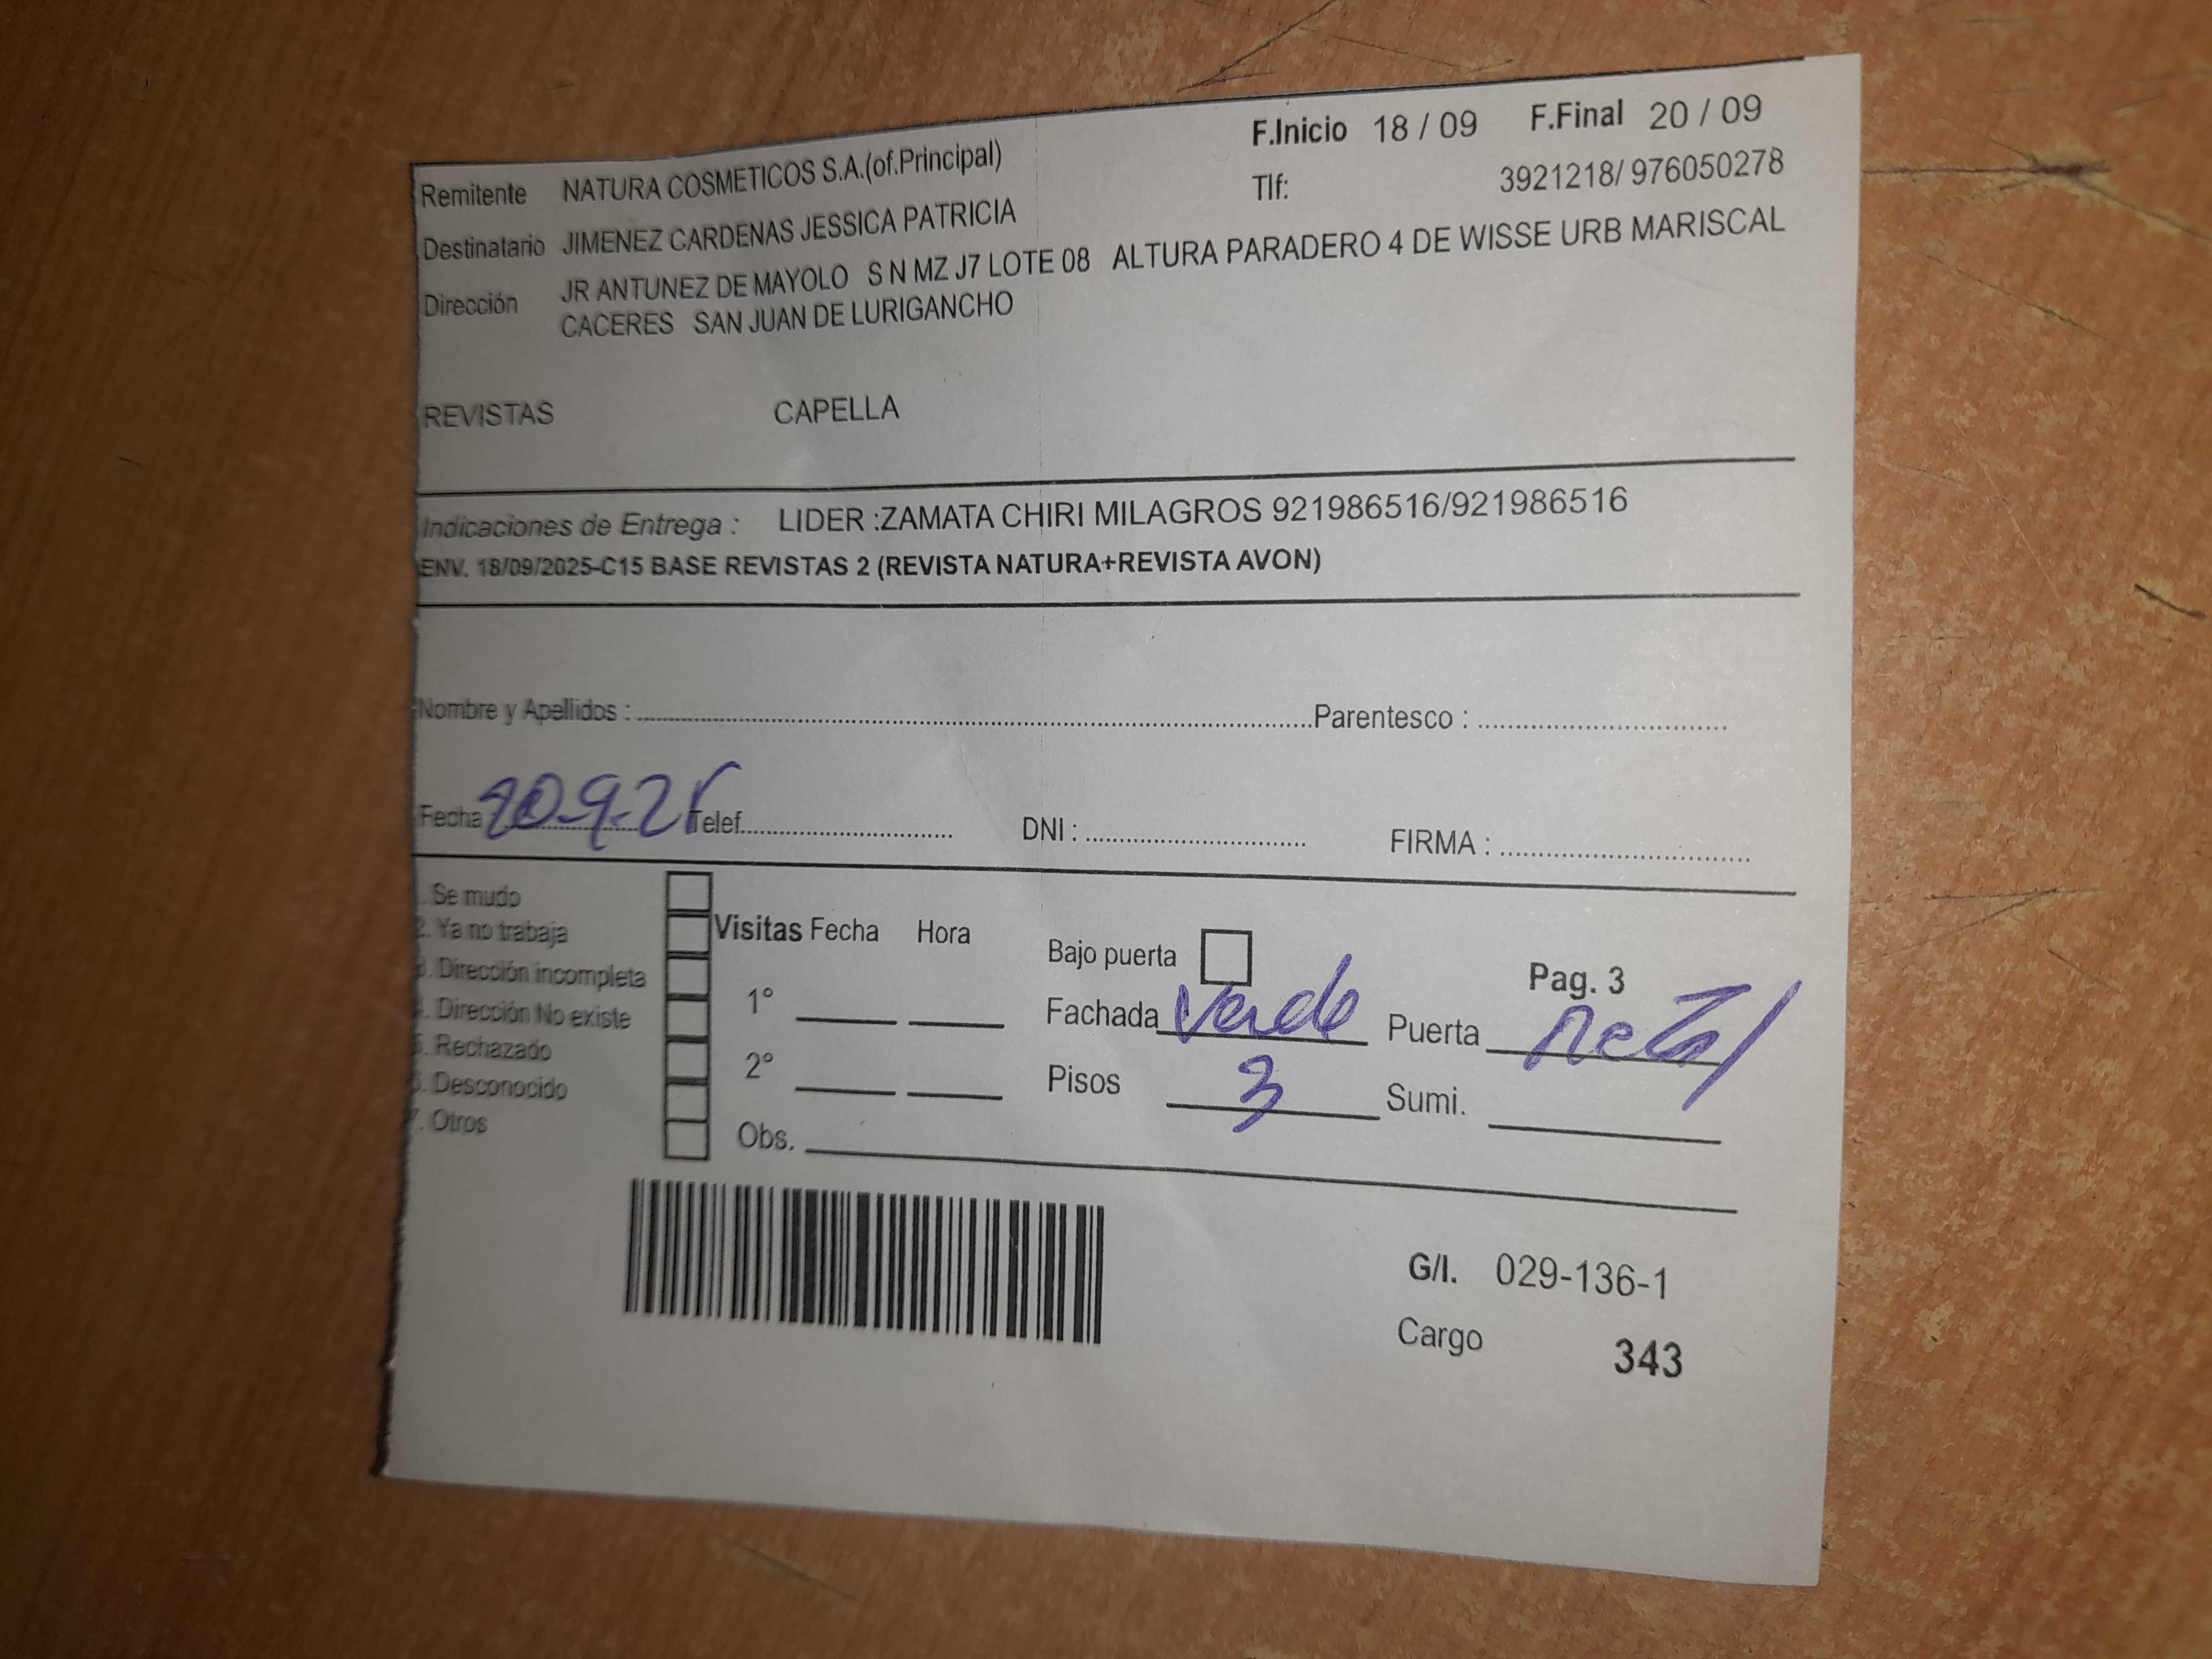 F.Inicio 18 / 09 F.Final 20 / 09
Remitente NATURA COSMETICOS S.A.(of.Principal) Tlf: 3921218/ 976050278
Destinatario JIMENEZ CARDENAS JESSICA PATRICIA
Dirección JR ANTUNEZ DE MAYOLO S N MZ J7 LOTE 08 ALTURA PARADERO 4 DE WISSE URB MARISCAL
CACERES SAN JUAN DE LURIGANCHO
REVISTAS CAPELLA
Indicaciones de Entrega : LIDER :ZAMATA CHIRI MILAGROS 921986516/921986516
ENV. 18/09/2025-C15 BASE REVISTAS 2 (REVISTA NATURA+REVISTA AVON)
Nombre y Apellidos : Parentesco :
Fecha 20-9-25 Telef. DNI : FIRMA :
. Se mudo
2. Ya no trabaja Visitas Fecha Hora Bajo puerta Pag. 3
3. Dirección incompleta
4. Dirección No existe 1° Fachada verde Puerta metal
5. Rechazado
6. Desconocido 2° Pisos 3 Sumi.
7. Otros Obs.
G/I. 029-136-1
Cargo 343